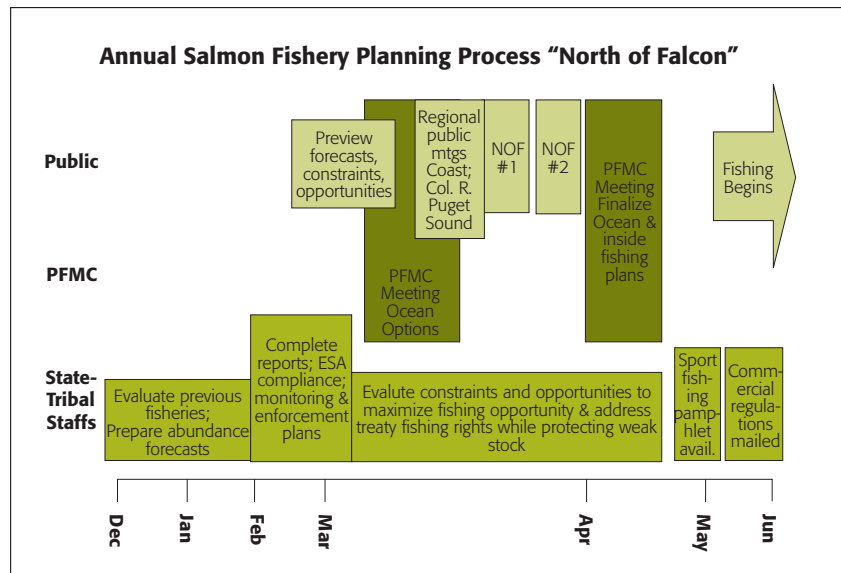 Annual Salmon Fishery Planning Process “North of Falcon”
Public
Preview
forecasts,
constraints,
opportunities
Regional
public
mtgs
Coast;
Col. R.
Puget
Sound
NOF
#1
NOF
#2
PFMC
Meeting
Finalize
Ocean &
inside
fishing
plans
Fishing
Begins
PFMC
PFMC
Meeting
Ocean
Options
State-
Tribal
Staffs
Evaluate previous
fisheries;
Prepare abundance
forecasts
Complete
reports; ESA
compliance;
monitoring &
enforcement
plans
Evalute constraints and opportunities to
maximize fishing opportunity & address
treaty fishing rights while protecting weak
stock
Sport
fish-
ing
pam-
phlet
avail.
Comm-
ercial
regula-
tions
mailed
Dec
Jan
Feb
Mar
Apr
May
Jun